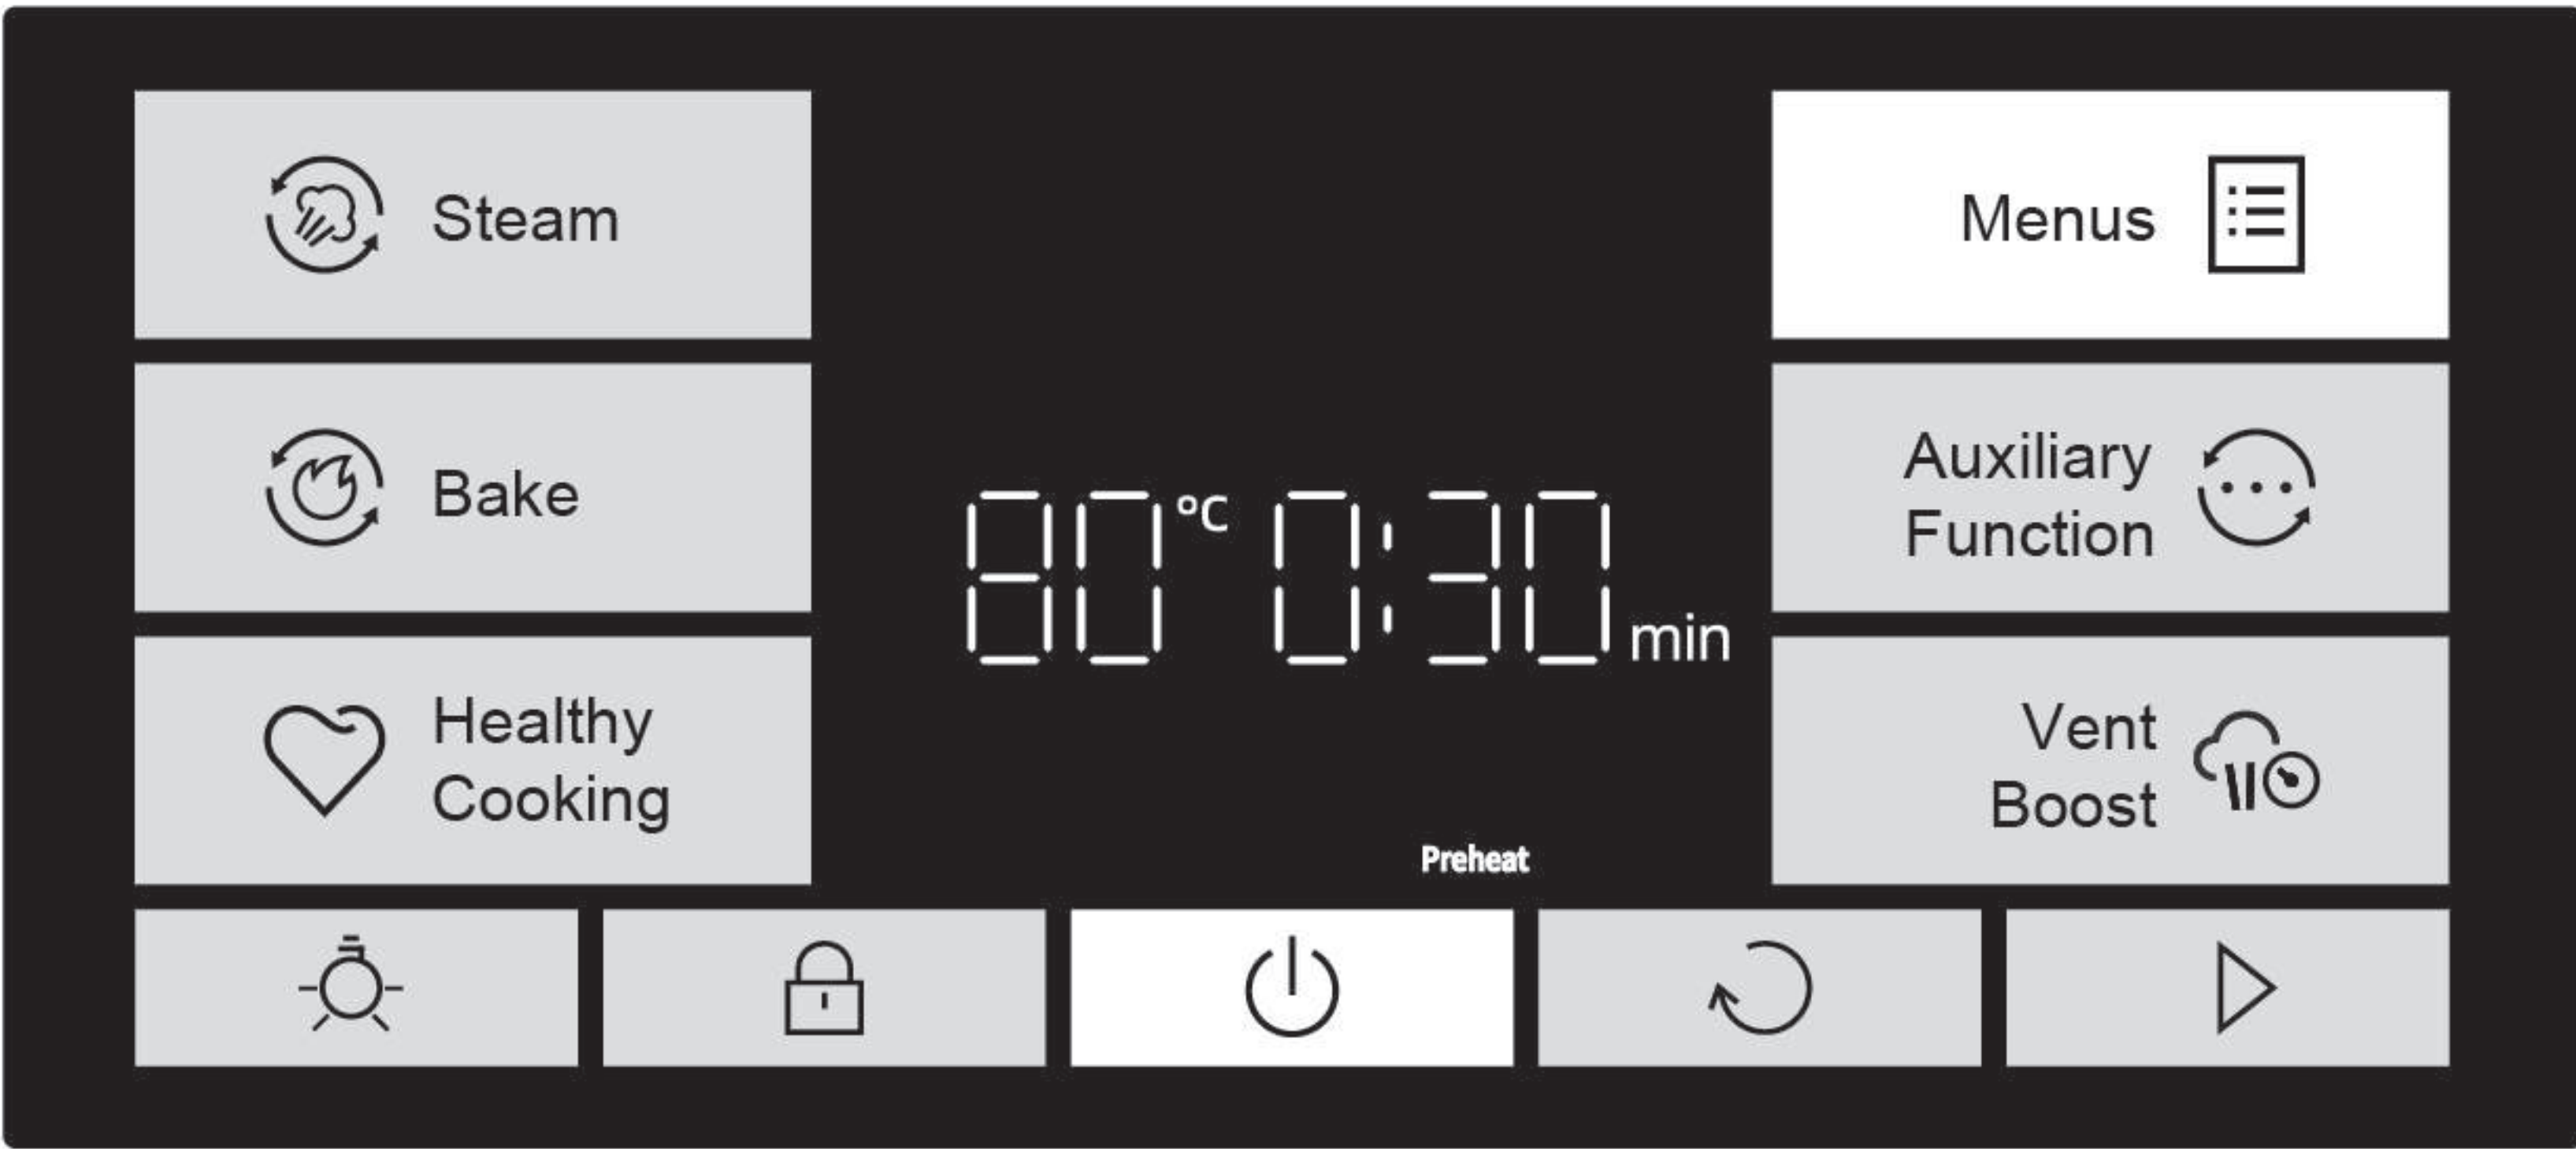 Steam
Menus
Bake
80 °C 0:30 min
Auxiliary
Function
Healthy
Cooking
Vent
Boost
Preheat